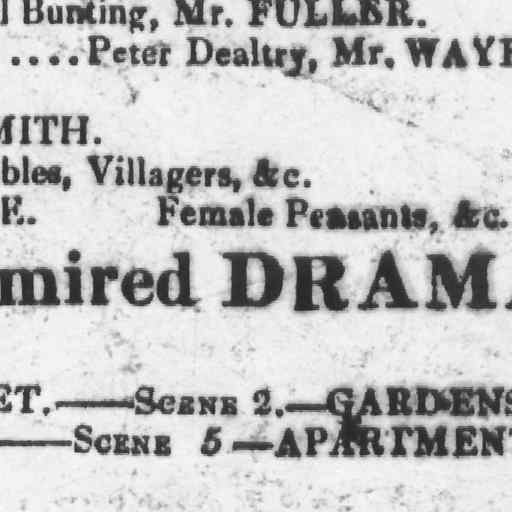 l Bunting, Mr. FULLER.
....Peter Dealtry, Mr. WAYE
MITH.
bles, Villagers, &c.
E. Female Peasants, &c.
mired DRAMA
ET.—Scene 2.—GARDENS
—Scene 5—APARTMENT